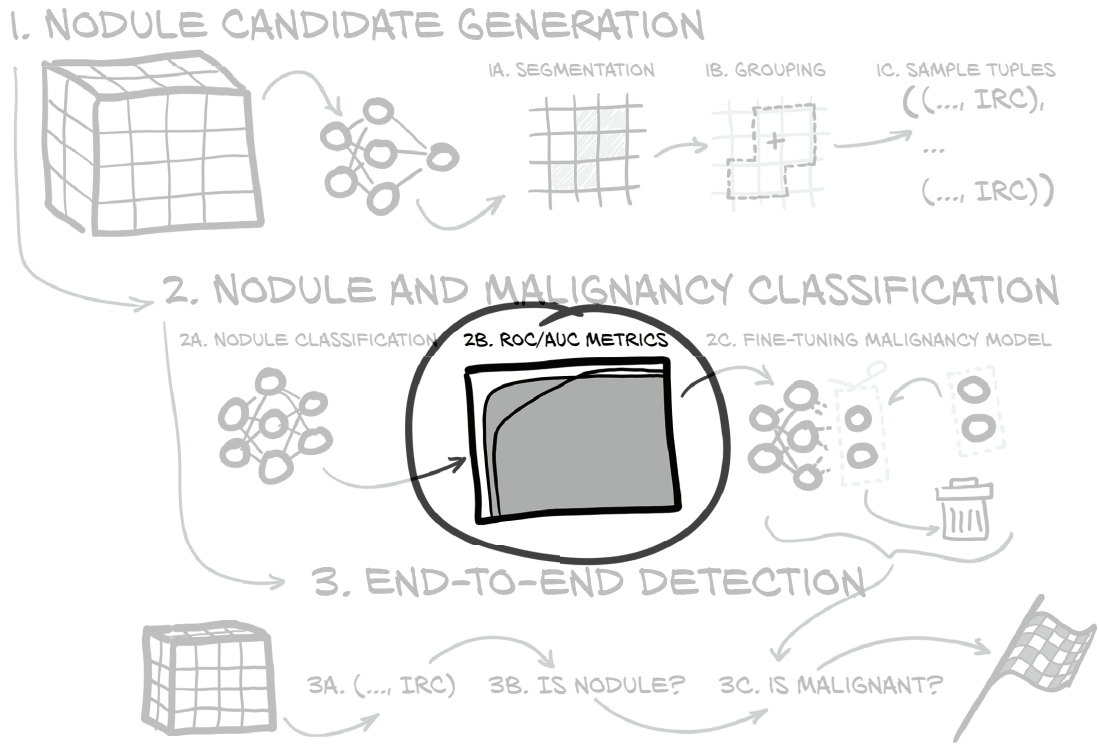 1. NODULE CANDIDATE GENERATION
1A. SEGMENTATION
1B. GROUPING
1C. SAMPLE TUPLES
((..., IRC),
...
(..., IRC))
2. NODULE AND MALIGNANCY CLASSIFICATION
2A. NODULE CLASSIFICATION
2B. ROC/AUC METRICS
2C. FINE-TUNING MALIGNANCY MODEL
3. END-TO-END DETECTION
3A. (..., IRC)
3B. IS NODULE?
3C. IS MALIGNANT?